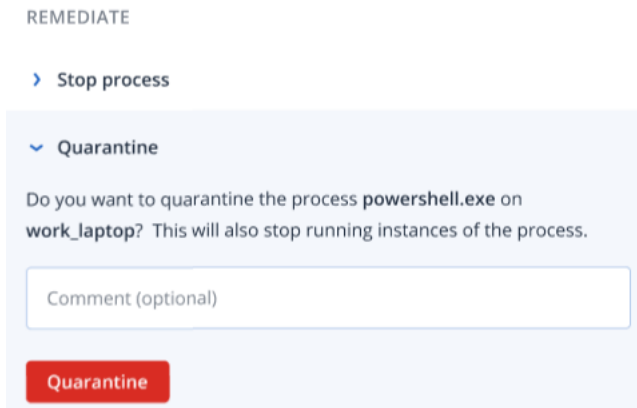 REMEDIATE
Stop process
Quarantine
Do you want to quarantine the process powershell.exe on
work_laptop? This will also stop running instances of the process.
Comment (optional)
Quarantine